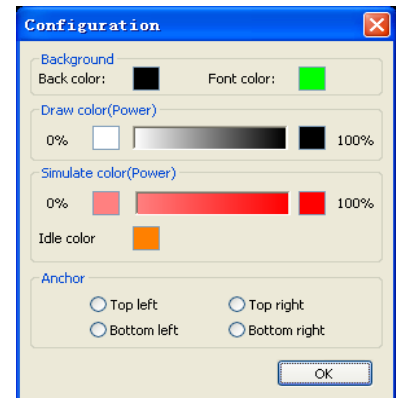 Configuration
Background
Back color: Font color:
Draw color(Power)
0% 100%
Simulate color(Power)
0% 100%
Idle color
Anchor
Top left Top right
Bottom left Bottom right
OK